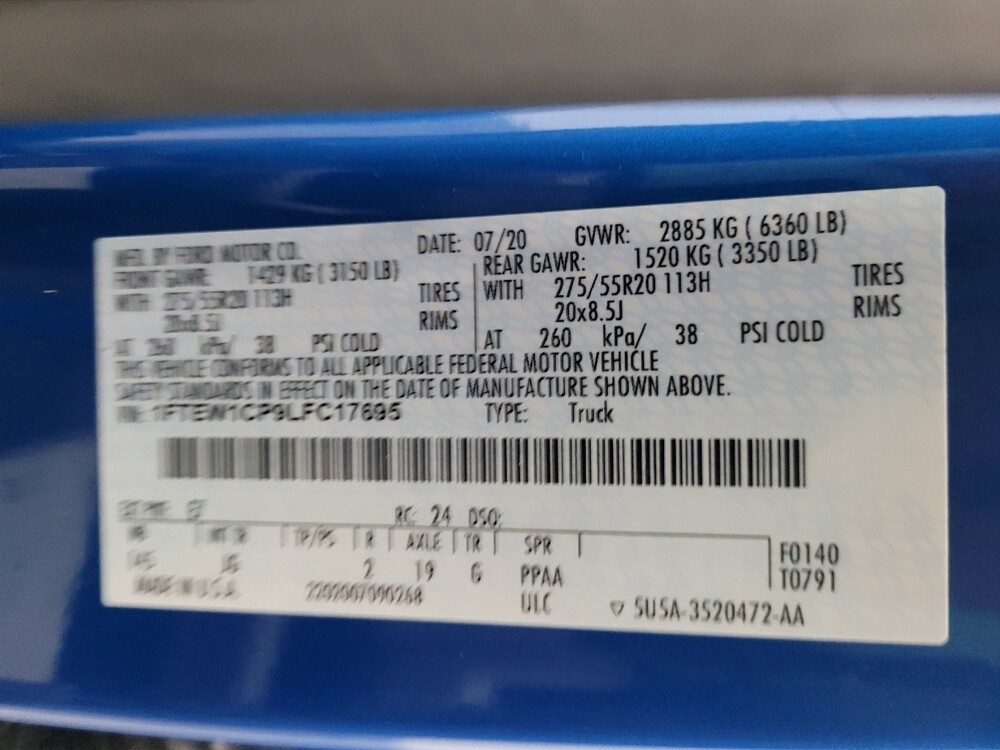 MFD. BY FORD MOTOR CO. DATE: 07/20 GVWR: 2885 KG ( 6360 LB)
FRONT GAWR: 1429 KG ( 3150 LB) REAR GAWR: 1520 KG ( 3350 LB)
WITH 275/55R20 113H TIRES WITH 275/55R20 113H TIRES
20x8.5J RIMS 20x8.5J RIMS
AT 260 kPa/ 38 PSI COLD AT 260 kPa/ 38 PSI COLD
THIS VEHICLE CONFORMS TO ALL APPLICABLE FEDERAL MOTOR VEHICLE
SAFETY STANDARDS IN EFFECT ON THE DATE OF MANUFACTURE SHOWN ABOVE.
VIN: 1FTEW1CP9LFC17695 TYPE: Truck
EXT PNT: RC: 24 DSO:
WB INT TR TP/PS R AXLE TR SPR F0140
145 2 19 G PPAA T0791
MADE IN U.S.A. 2202007090268 ULC ▽ 5U5A-3520472-AA